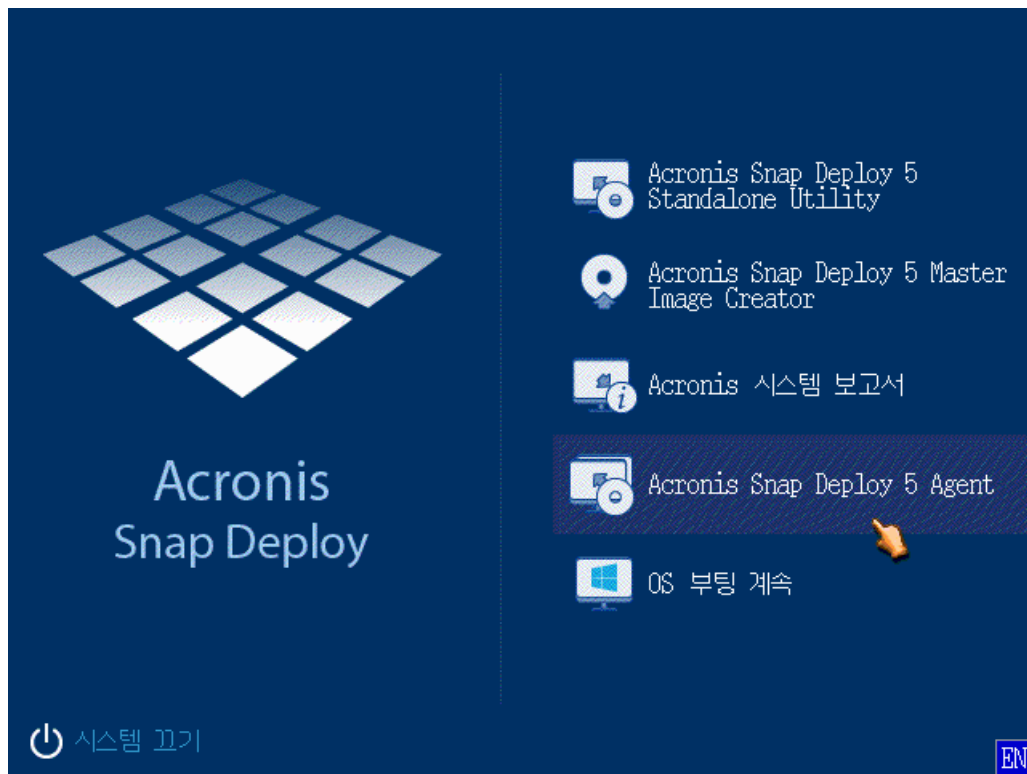 Acronis
Snap Deploy
Acronis Snap Deploy 5
Standalone Utility
Acronis Snap Deploy 5 Master
Image Creator
Acronis 시스템 보고서
Acronis Snap Deploy 5 Agent
OS 부팅 계속
시스템 끄기
EN